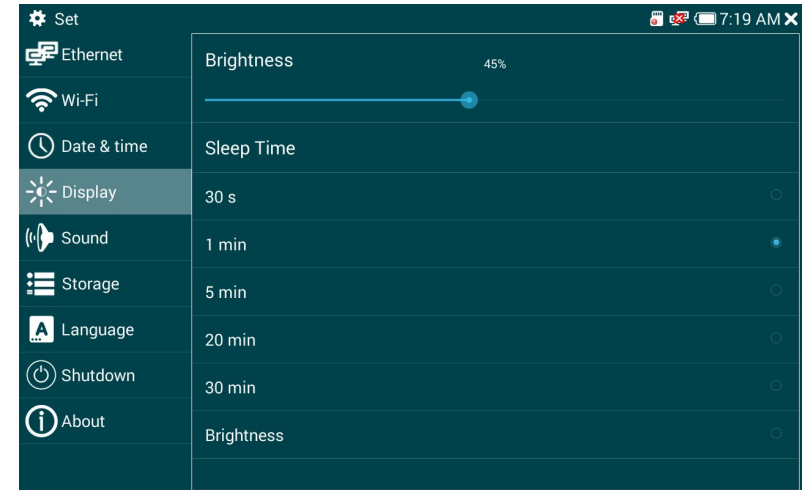 Set 7:19 AM
Ethernet
Wi-Fi
Date & time
Display
Sound
Storage
Language
Shutdown
About
Brightness 45%
Sleep Time
30 s
1 min
5 min
20 min
30 min
Brightness